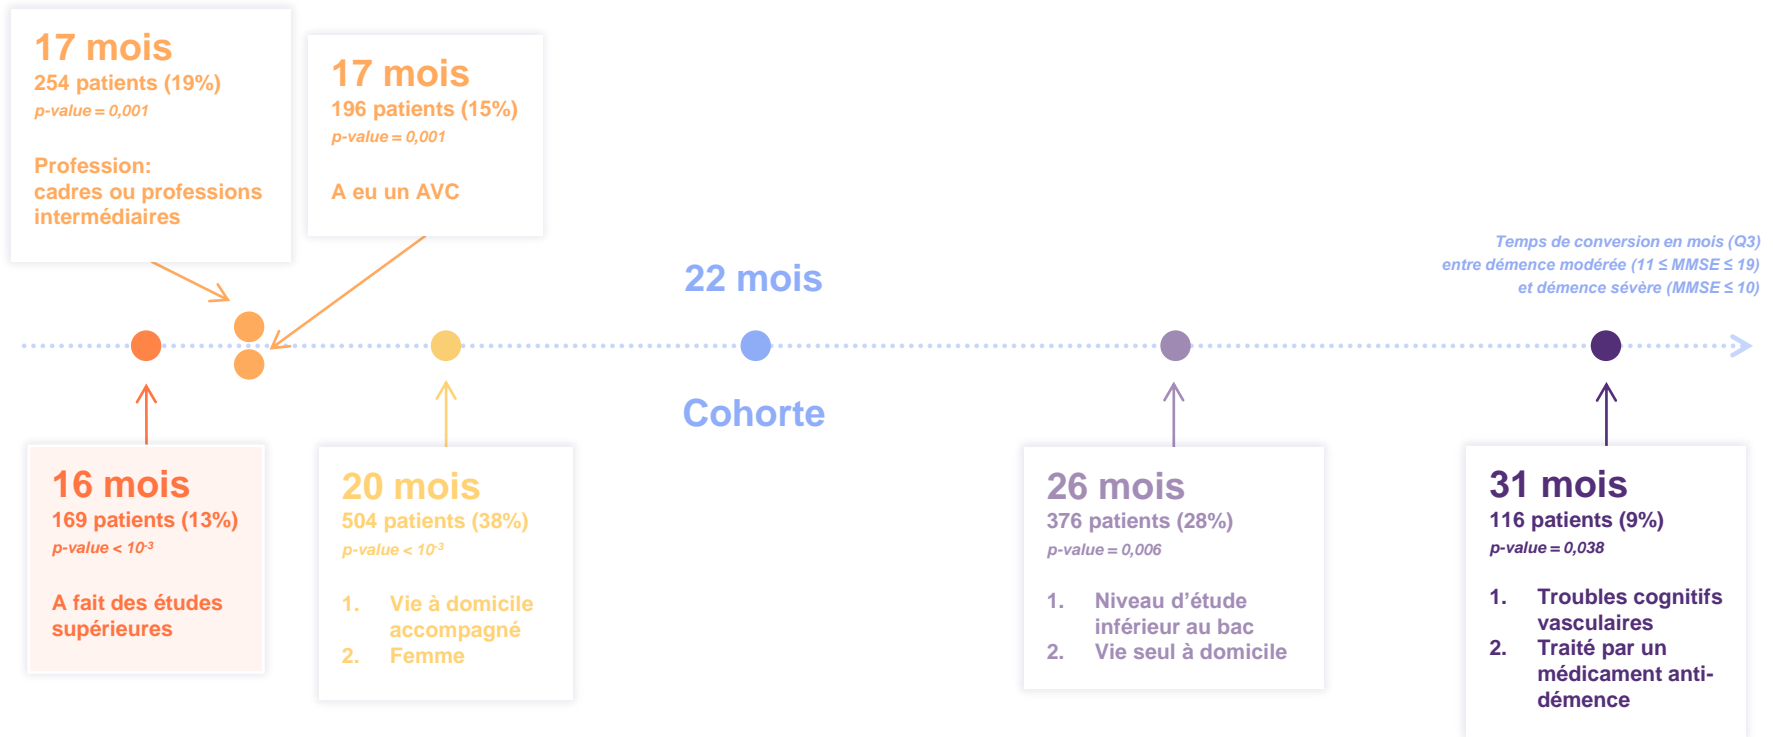 17 mois
254 patients (19%)
p-value = 0,001
Profession:
cadres ou professions
intermédiaires
17 mois
196 patients (15%)
p-value = 0,001
A eu un AVC
22 mois
Cohorte
Temps de conversion en mois (Q3)
entre démence modérée (11 ≤ MMSE ≤ 19)
et démence sévère (MMSE ≤ 10)
16 mois
169 patients (13%)
p-value < 10⁻³
A fait des études
supérieures
20 mois
504 patients (38%)
p-value < 10⁻³
1. Vie à domicile
accompagné
2. Femme
26 mois
376 patients (28%)
p-value = 0,006
1. Niveau d’étude
inférieur au bac
2. Vie seul à domicile
31 mois
116 patients (9%)
p-value = 0,038
1. Troubles cognitifs
vasculaires
2. Traité par un
médicament anti-
démence